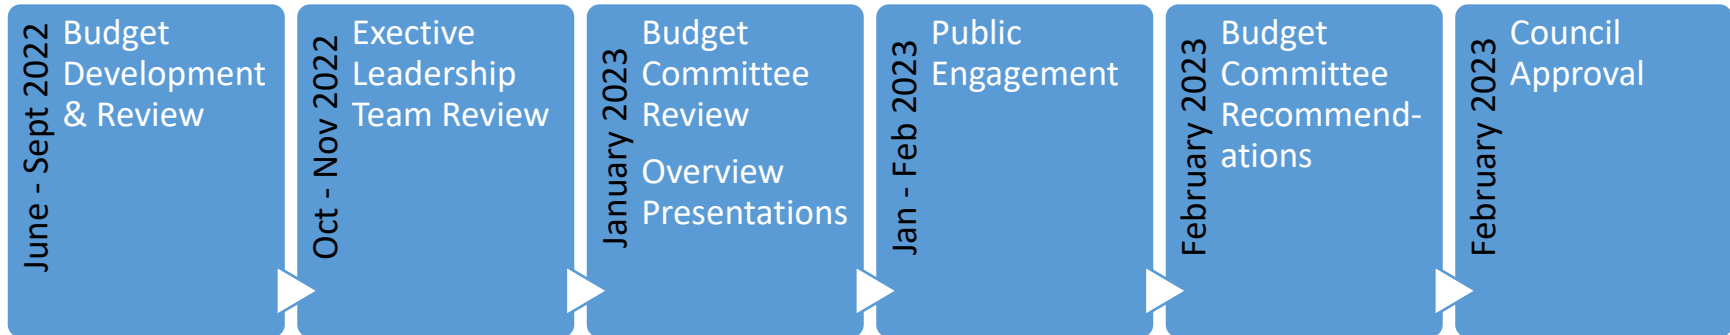 June - Sept 2022
Budget
Development
& Review
Oct - Nov 2022
Exective
Leadership
Team Review
January 2023
Budget
Committee
Review
Overview
Presentations
Jan - Feb 2023
Public
Engagement
February 2023
Budget
Committee
Recommend-
ations
February 2023
Council
Approval